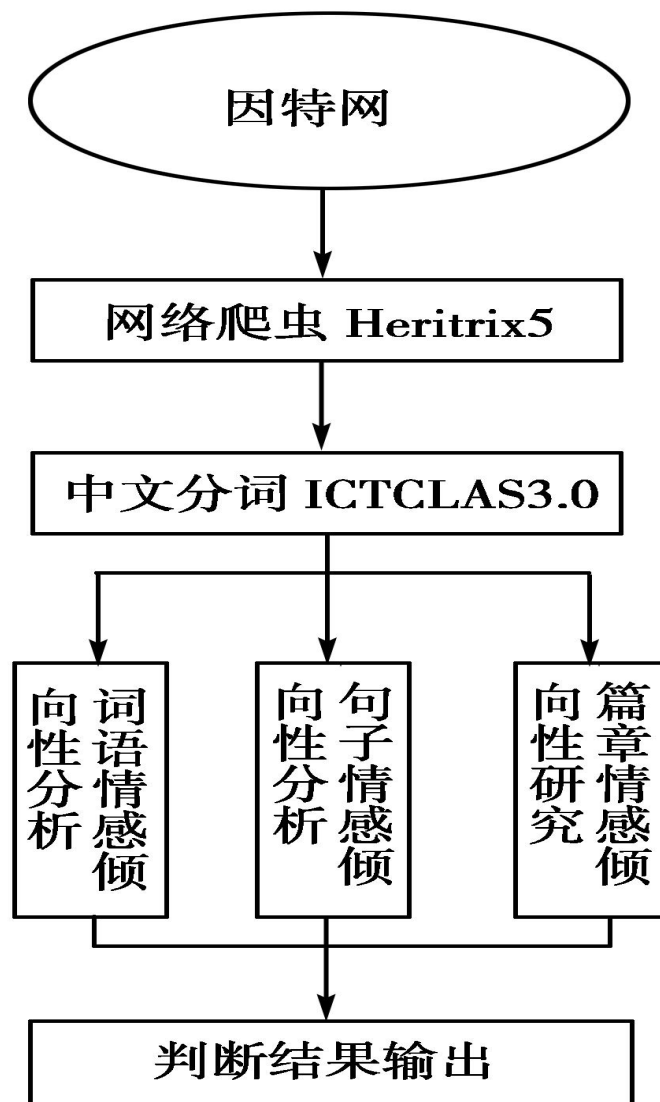 因特网
网络爬虫 Heritrix5
中文分词 ICTCLAS3.0
词语情感倾
向性分析
句子情感倾
向性分析
篇章情感倾
向性研究
判断结果输出